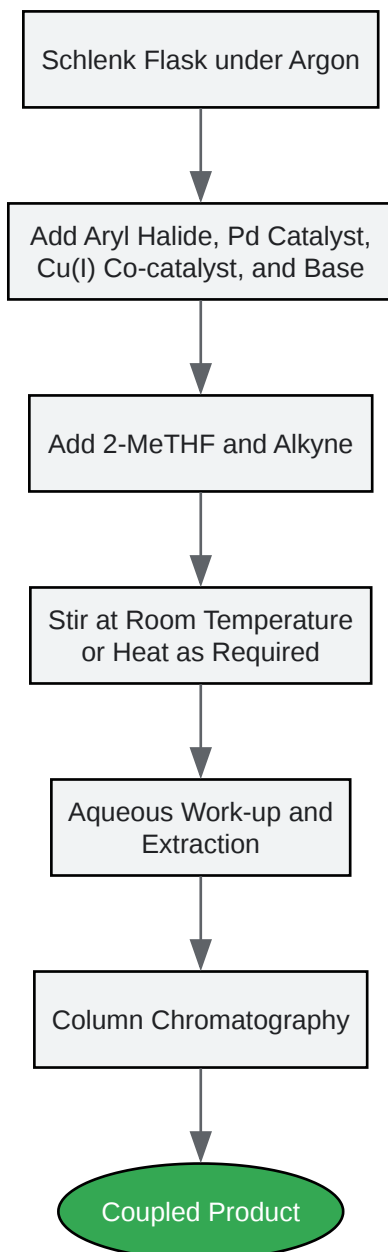 Schlenk Flask under Argon
Add Aryl Halide, Pd Catalyst,
Cu(I) Co-catalyst, and Base
Add 2-MeTHF and Alkyne
Stir at Room Temperature
or Heat as Required
Aqueous Work-up and
Extraction
Column Chromatography
Coupled Product